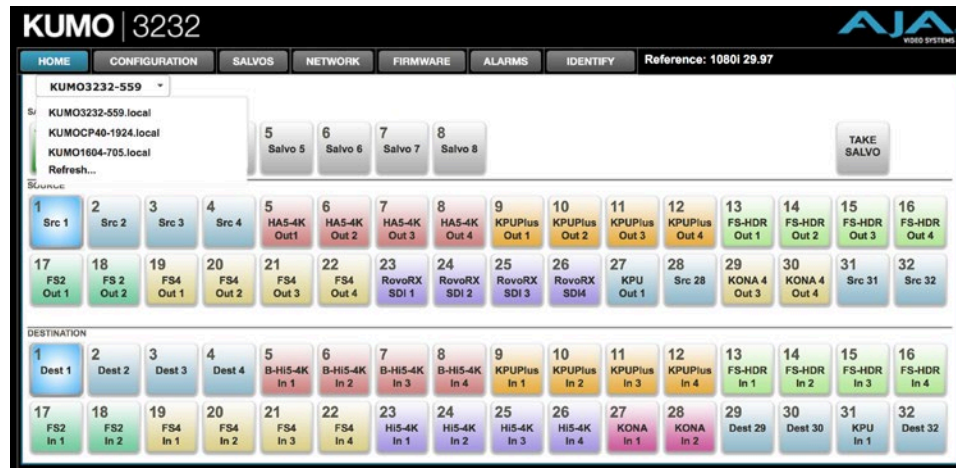 KUMO | 3232
AJA
VIDEO SYSTEMS
HOME CONFIGURATION SALVOS NETWORK FIRMWARE ALARMS IDENTIFY Reference: 1080i 29.97
KUMO3232-559
KUMO3232-559.local
KUMOCP40-1924.local
KUMO1604-705.local
Refresh...
5 6 7 8
Salvo 5 Salvo 6 Salvo 7 Salvo 8
TAKE
SALVO
SOURCE
1 2 3 4 5 6 7 8 9 10 11 12 13 14 15 16
Src 1 Src 2 Src 3 Src 4 HA5-4K HA5-4K HA5-4K HA5-4K KPUPlus KPUPlus KPUPlus KPUPlus FS-HDR FS-HDR FS-HDR FS-HDR
Out1 Out 2 Out 3 Out 4 Out 1 Out 2 Out 3 Out 4 Out 1 Out 2 Out 3 Out 4
17 18 19 20 21 22 23 24 25 26 27 28 29 30 31 32
FS2 FS 2 FS4 FS4 FS4 FS4 RovoRX RovoRX RovoRX RovoRX KPU Src 28 KONA 4 KONA 4 Src 31 Src 32
Out 1 Out 2 Out 1 Out 2 Out 3 Out 4 SDI 1 SDI 2 SDI 3 SDI4 Out 1 Out 3 Out 4
DESTINATION
1 2 3 4 5 6 7 8 9 10 11 12 13 14 15 16
Dest 1 Dest 2 Dest 3 Dest 4 B-Hi5-4K B-Hi5-4K B-Hi5-4K B-Hi5-4K KPUPlus KPUPlus KPUPlus KPUPlus FS-HDR FS-HDR FS-HDR FS-HDR
In 1 In 2 In 3 In 4 In 1 In 2 In 3 In 4 In 1 In 2 In 3 In 4
17 18 19 20 21 22 23 24 25 26 27 28 29 30 31 32
FS2 FS2 FS4 FS4 FS4 FS4 Hi5-4K Hi5-4K Hi5-4K Hi5-4K KONA KONA Dest 29 Dest 30 KPU Dest 32
In 1 In 2 In 1 In 2 In 3 In 4 In 1 In 2 In 3 In 4 In 1 In 2 In 1